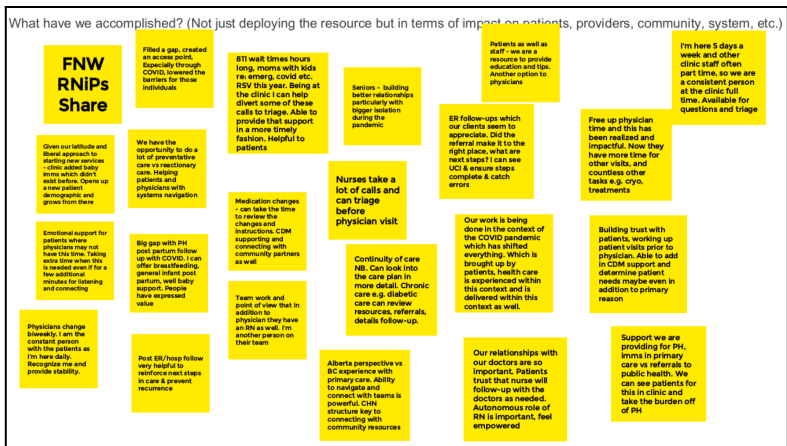 What have we accomplished? (Not just deploying the resource but in terms of impact on patients, providers, community, system, etc.)
FNW
RNiPs
Share
Filled a gap, created
an access point.
Especially through
COVID, lowered the
barriers for those
individuals
811 wait times hours
long, moms with kids
re: emerg, covid etc.
RSV this year. Being at
the clinic I can help
divert some of these
calls to triage. Able to
provide that support
in a more timely
fashion. Helpful to
patients
Seniors - building
better relationships
particularly with
bigger isolation
during the
pandemic
Patients as well as
staff - we are a
resource to provide
education and tips.
Another option to
physicians
I'm here 5 days a
week and other
clinic staff often
part time, so we are
a consistent person
at the clinic full
time. Available for
questions and triage
Given our latitude and
liberal approach to
starting new services
- clinic added baby
imms which didn't
exist before. Opens up
a new patient
demographic and
grows from there
We have the
opportunity to do a
lot of preventative
care vs reactionary
care. Helping
patients and
physicians with
systems navigation
ER follow-ups which
our clients seem to
appreciate. Did the
referral make it to the
right place, what are
next steps? I can see
UCI & ensure steps
complete & catch
errors
Free up physician
time and this has
been realized and
impactful. Now they
have more time for
other visits, and
countless other
tasks e.g. cryo,
treatments
Nurses take a
lot of calls and
can triage
before
physician visit
Medication changes
- can take the time
to review the
changes and
instructions. CDM
supporting and
connecting with
community partners
as well
Emotional support for
patients where
physicians may not
have this time. Taking
extra time when this
is needed even if for a
few additional
minutes for listening
and connecting
Big gap with PH
post partum follow
up with COVID. I can
offer breastfeeding,
general infant post
partum, well baby
support. People
have expressed
value
Continuity of care
NB. Can look into
the care plan in
more detail. Chronic
care e.g. diabetic
care can review
resources, referrals,
details follow-up.
Our work is being
done in the context of
the COVID pandemic
which has shifted
everything. Which is
brought up by
patients, health care
is experienced within
this context and is
delivered within this
context as well.
Building trust with
patients, working up
patient visits prior to
physician. Able to add
in CDM support and
determine patient
needs maybe even in
addition to primary
reason
Team work and
point of view that in
addition to
physician they have
an RN as well. I'm
another person on
their team
Physicians change
biweekly. I am the
constant person
with the patients as
I'm here daily.
Recognize me and
provide stability.
Post ER/hosp follow
very helpful to
reinforce next steps
in care & prevent
recurrence
Alberta perspective vs
BC experience with
primary care. Ability
to navigate and
connect with teams is
powerful. CHN
structure key to
connecting with
community resources
Our relationships with
our doctors are so
important. Patients
trust that nurse will
follow-up with the
doctors as needed.
Autonomous role of
RN is important, feel
empowered
Support we are
providing for PH,
imms in primary
care vs referrals to
public health. We
can see patients for
this in clinic and
take the burden off
of PH